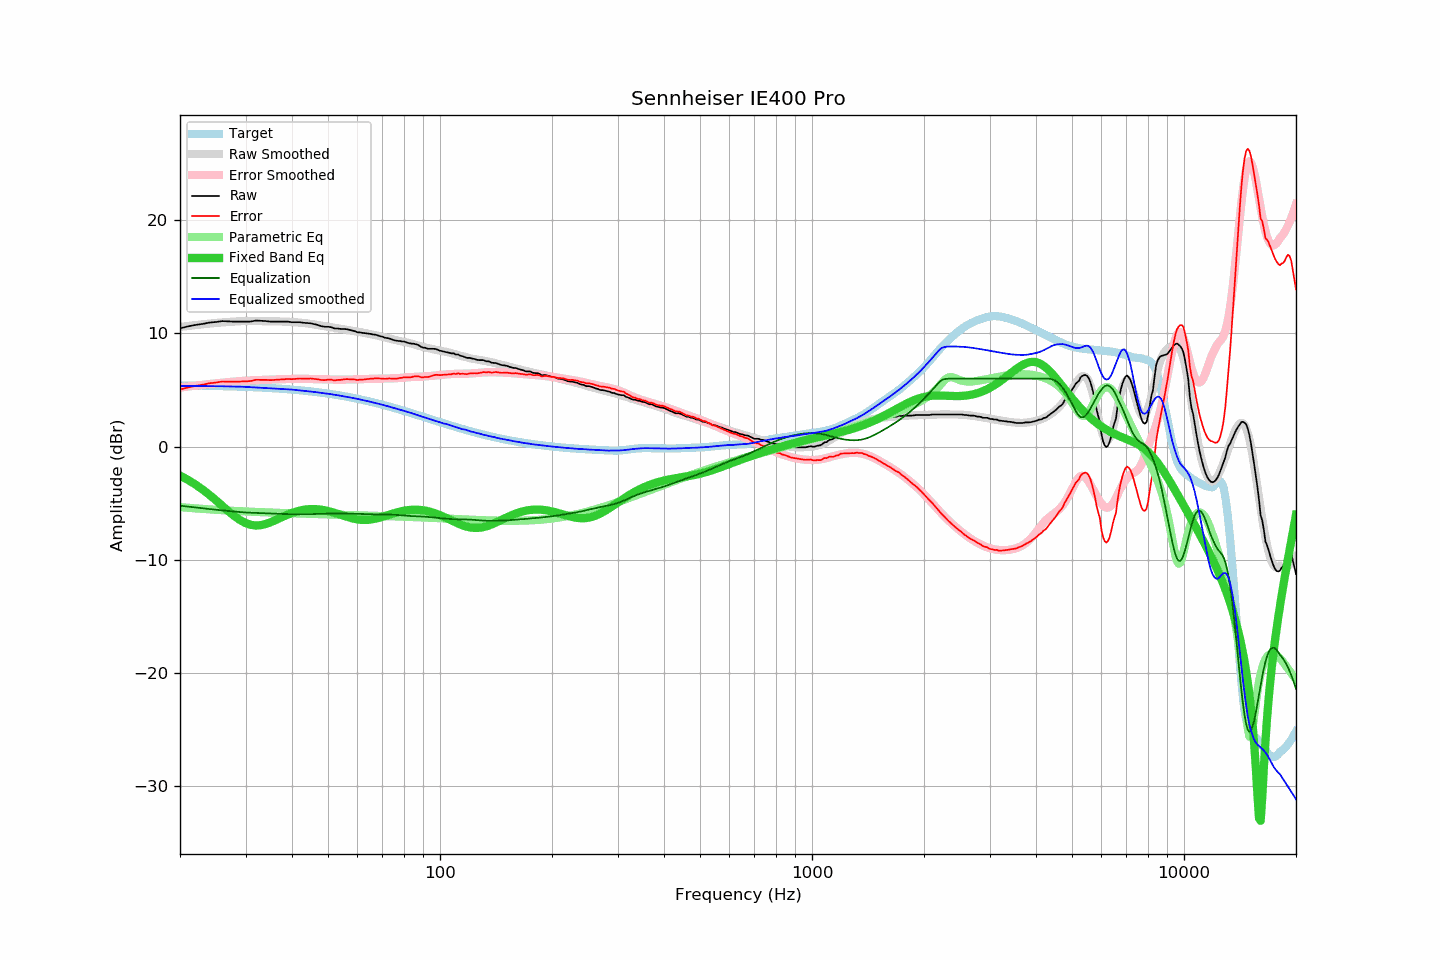 Sennheiser IE400 Pro
Target
Raw Smoothed
Error Smoothed
Raw
Error
Parametric Eq
Fixed Band Eq
Equalization
Equalized smoothed
Amplitude (dBr)
20
10
0
−10
−20
−30
100
1000
10000
Frequency (Hz)